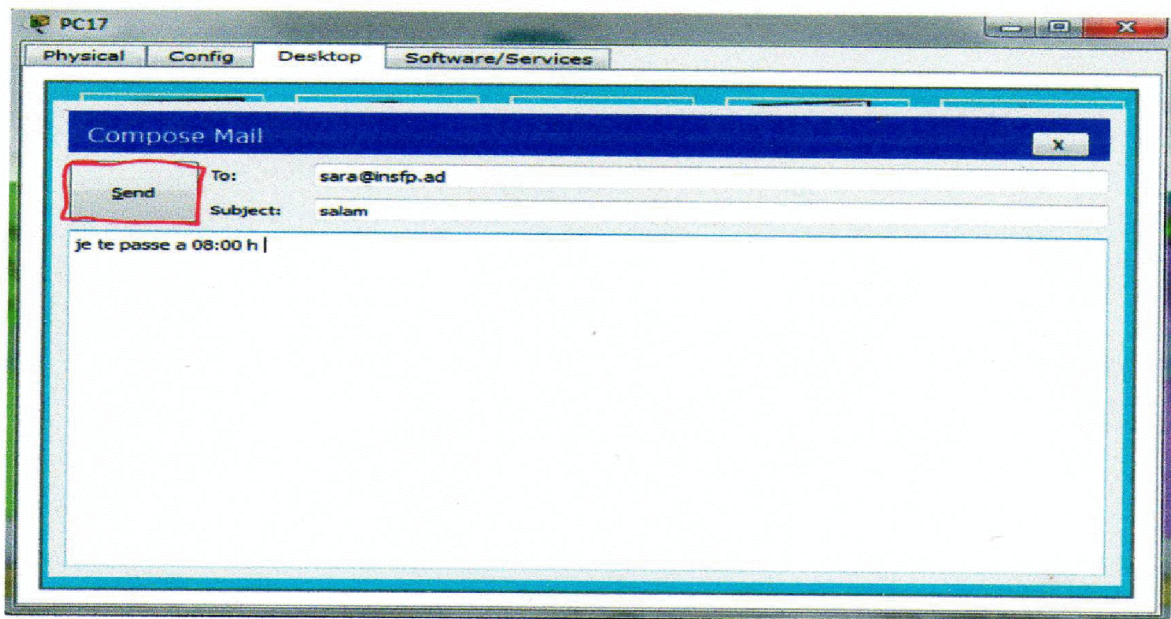 PC17
Physical Config Desktop Software/Services
Compose Mail
X
Send
To: sara@insfp.ad
Subject: salam
je te passe a 08:00 h